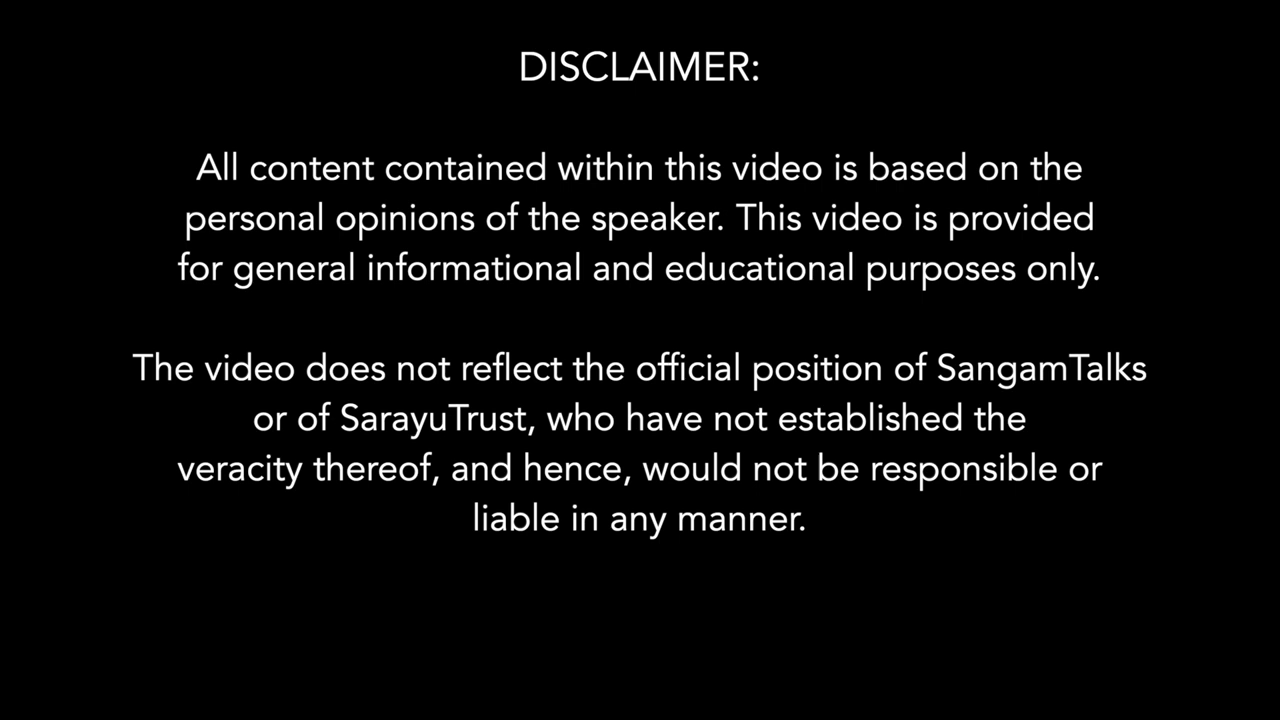 DISCLAIMER:
All content contained within this video is based on the
personal opinions of the speaker. This video is provided
for general informational and educational purposes only.
The video does not reflect the official position of SangamTalks
or of SarayuTrust, who have not established the
veracity thereof, and hence, would not be responsible or
liable in any manner.